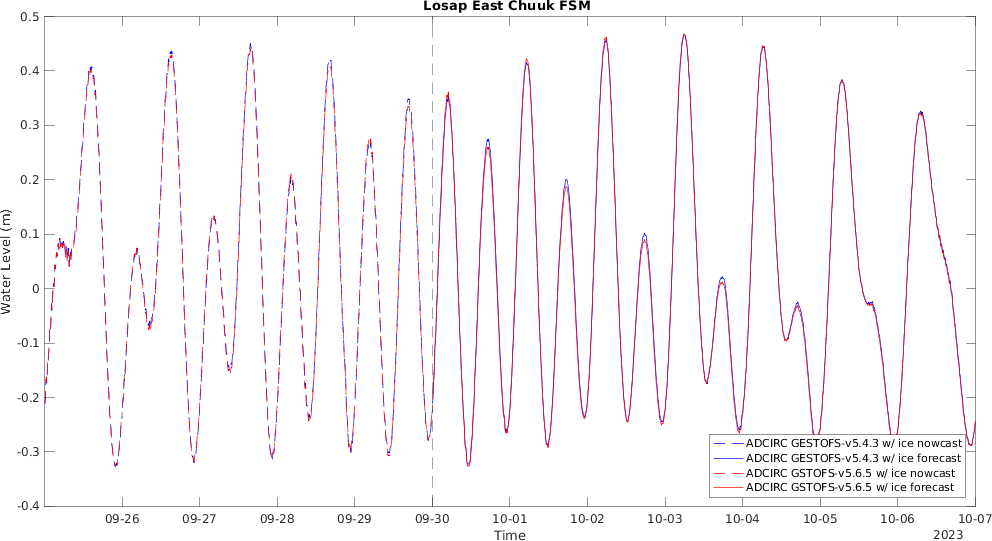 Losap East Chuuk FSM
0.5
0.4
0.3
0.2
0.1
0
-0.1
-0.2
-0.3
-0.4
Water Level (m)
09-26 09-27 09-28 09-29 09-30 10-01 10-02 10-03 10-04 10-05 10-06 10-07
Time
2023
ADCIRC GESTOFS-v5.4.3 w/ ice nowcast
ADCIRC GESTOFS-v5.4.3 w/ ice forecast
ADCIRC GSTOFS-v5.6.5 w/ ice nowcast
ADCIRC GSTOFS-v5.6.5 w/ ice forecast